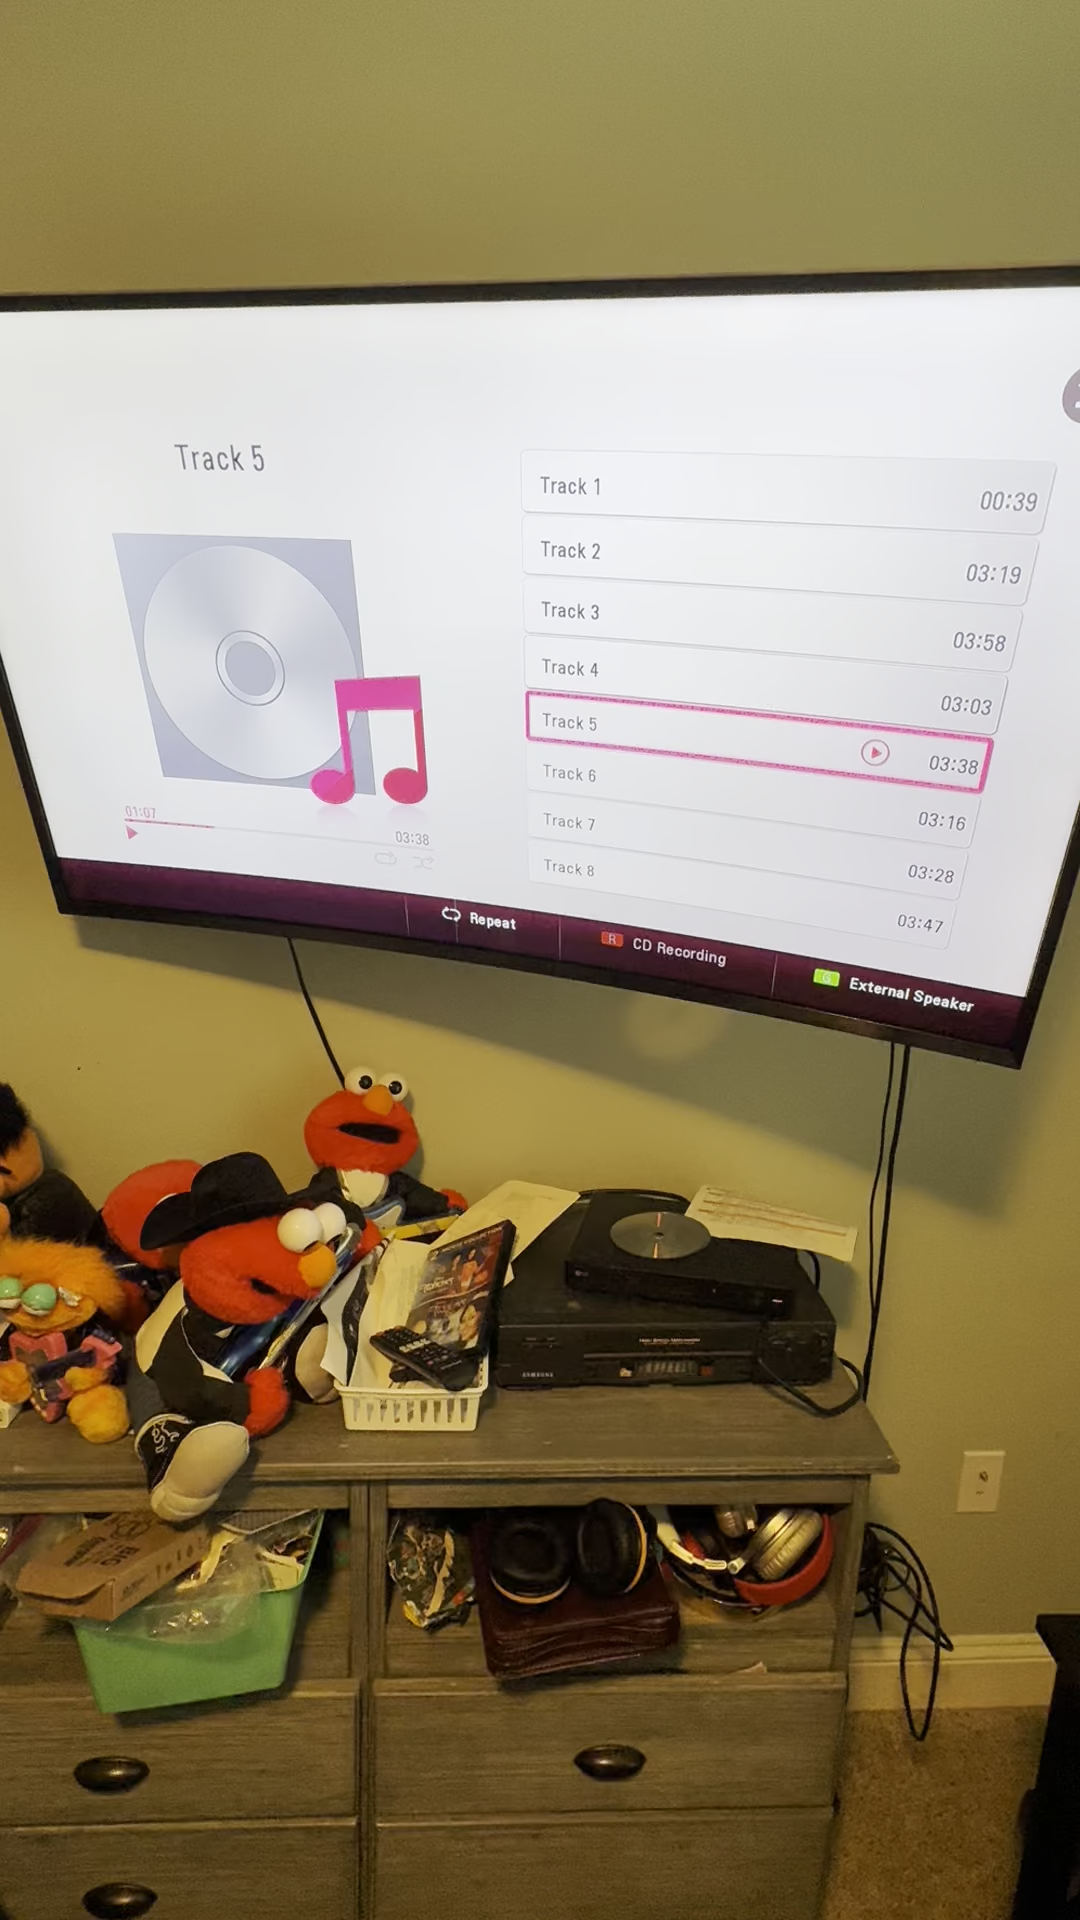 Track 5
01:07
03:38
Track 1
00:39
Track 2
03:19
Track 3
03:58
Track 4
03:03
Track 5
03:38
Track 6
03:16
Track 7
03:28
Track 8
03:47
Repeat
R CD Recording
G External Speaker
SAMSUNG